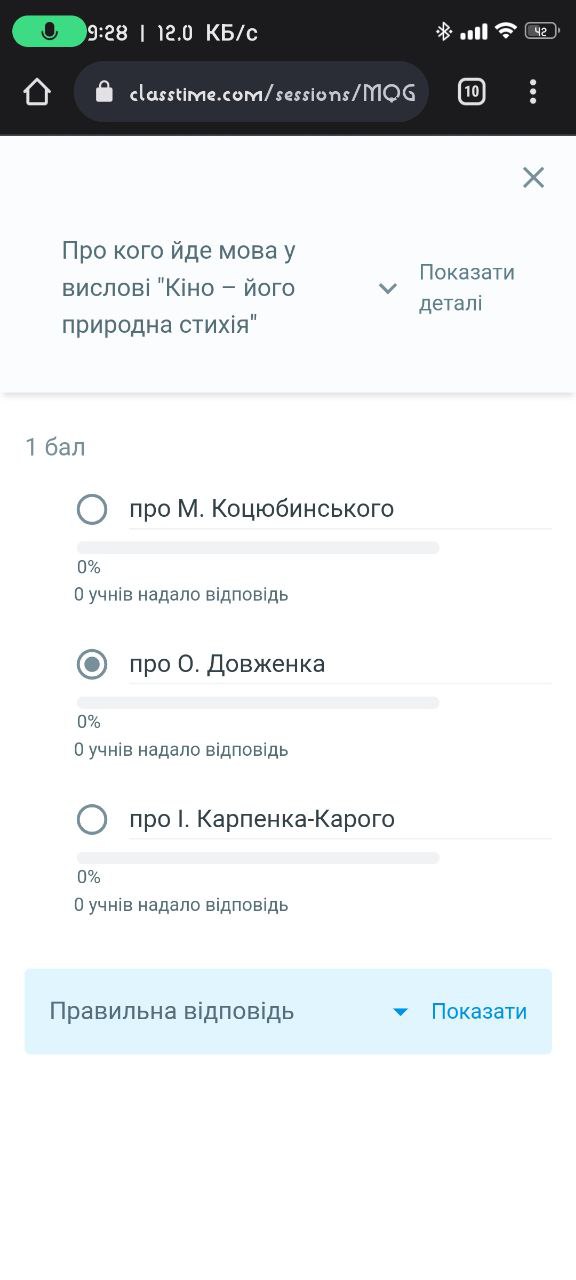 9:28 | 12.0 КБ/с
42
classtime.com/sessions/MQG
10
Про кого йде мова у
вислові "Кіно – його
природна стихія"
Показати
деталі
1 бал
про М. Коцюбинського
0%
0 учнів надало відповідь
про О. Довженка
0%
0 учнів надало відповідь
про І. Карпенка-Карого
0%
0 учнів надало відповідь
Правильна відповідь
Показати